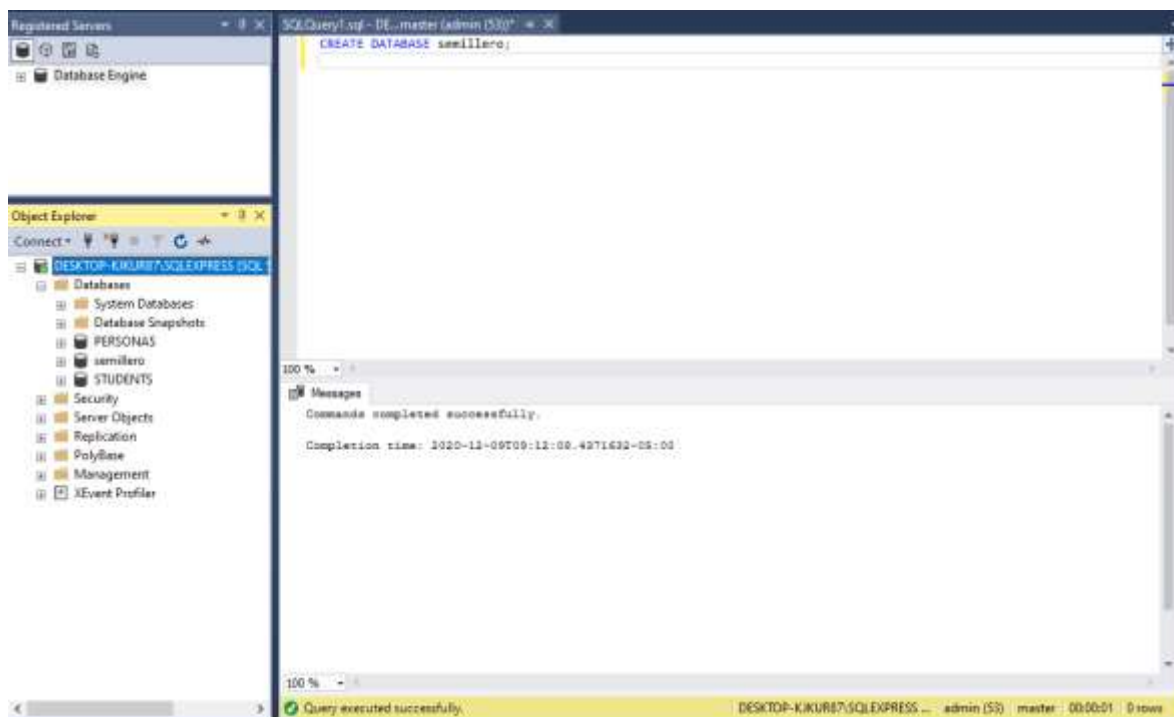 Registered Servers
Database Engine
Object Explorer
Connect
DESKTOP-KJKUR87\SQLEXPRESS (SQL
Databases
System Databases
Database Snapshots
PERSONAS
semillero
STUDENTS
Security
Server Objects
Replication
PolyBase
Management
XEvent Profiler
SQLQuery1.sql - DE...master (admin (53))*
CREATE DATABASE semillero;
100 %
Messages
Commands completed successfully.
Completion time: 2020-12-09T09:12:08.4371632-05:00
100 %
Query executed successfully.
DESKTOP-KJKUR87\SQLEXPRESS ... admin (53) master 00:00:01 0 rows